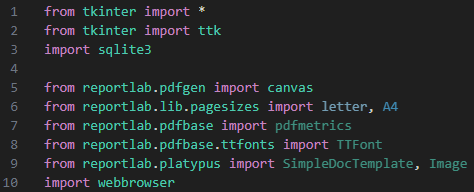 1 from tkinter import *
2 from tkinter import ttk
3 import sqlite3
4
5 from reportlab.pdfgen import canvas
6 from reportlab.lib.pagesizes import letter, A4
7 from reportlab.pdfbase import pdfmetrics
8 from reportlab.pdfbase.ttfonts import TTFont
9 from reportlab.platypus import SimpleDocTemplate, Image
10 import webbrowser